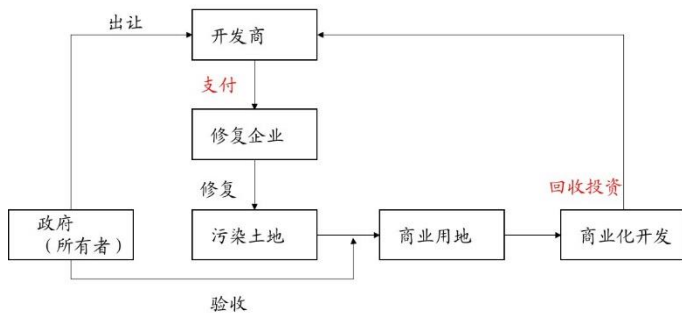 出让
开发商
支付
修复企业
修复
回收投资
政府
（所有者）
污染土地
商业用地
商业化开发
验收